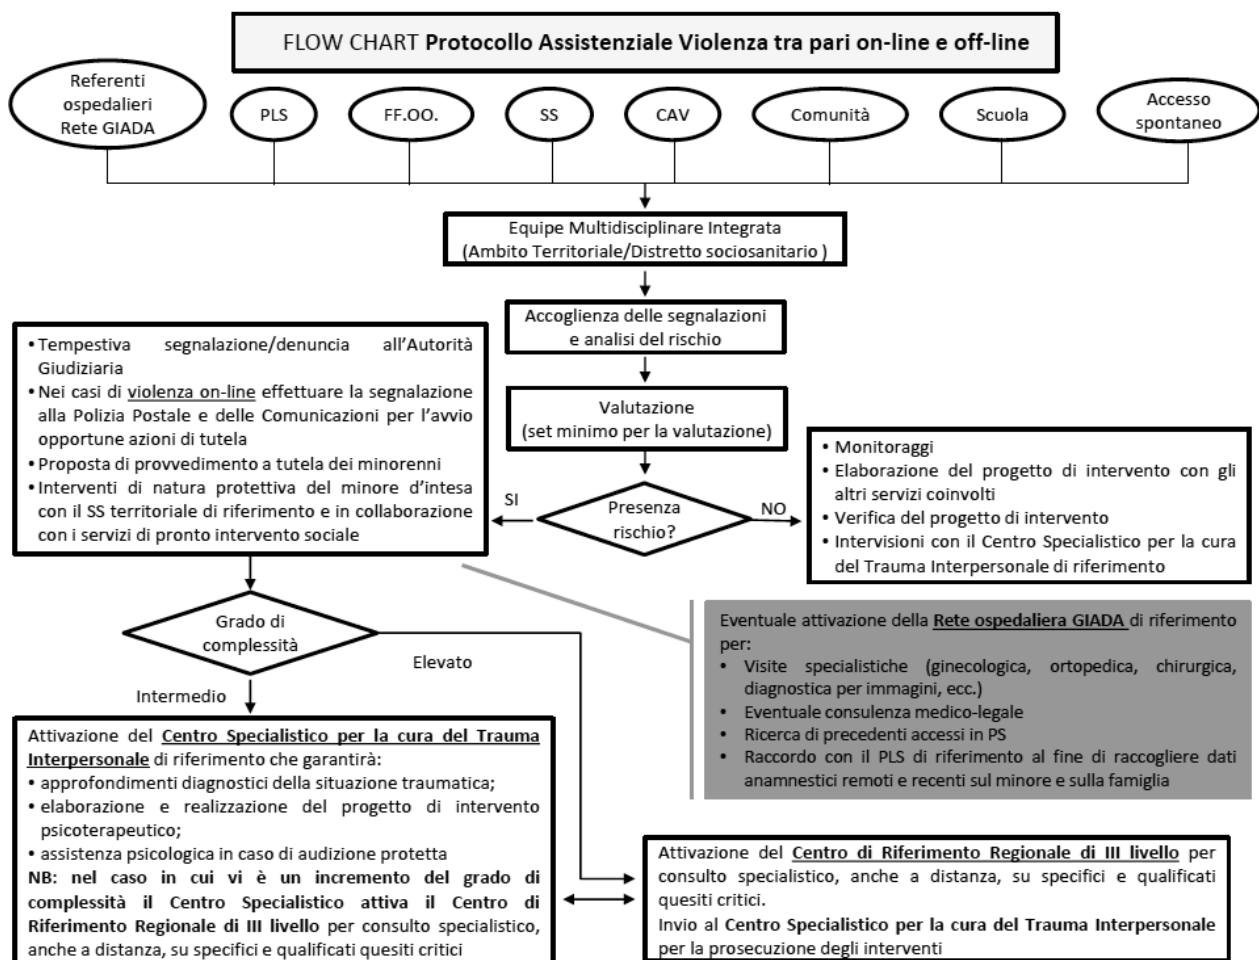 FLOW CHART Protocollo Assistenziale Violenza tra pari on-line e off-line
Referenti
ospedalieri
Rete GIADA
PLS
FF.OO.
SS
CAV
Comunità
Scuola
Accesso
spontaneo
Equipe Multidisciplinare Integrata
(Ambito Territoriale/Distretto sociosanitario )
Accoglienza delle segnalazioni
e analisi del rischio
Valutazione
(set minimo per la valutazione)
Presenza
rischio?
SI
NO
• Tempestiva segnalazione/denuncia all'Autorità
Giudiziaria
• Nei casi di violenza on-line effettuare la segnalazione
alla Polizia Postale e delle Comunicazioni per l'avvio
opportune azioni di tutela
• Proposta di provvedimento a tutela dei minorenni
• Interventi di natura protettiva del minore d'intesa
con il SS territoriale di riferimento e in collaborazione
con i servizi di pronto intervento sociale
• Monitoraggi
• Elaborazione del progetto di intervento con gli
altri servizi coinvolti
• Verifica del progetto di intervento
• Intervisioni con il Centro Specialistico per la cura
del Trauma Interpersonale di riferimento
Grado di
complessità
Elevato
Intermedio
Eventuale attivazione della Rete ospedaliera GIADA di riferimento
per:
• Visite specialistiche (ginecologica, ortopedica, chirurgica,
diagnostica per immagini, ecc.)
• Eventuale consulenza medico-legale
• Ricerca di precedenti accessi in PS
• Raccordo con il PLS di riferimento al fine di raccogliere dati
anamnestici remoti e recenti sul minore e sulla famiglia
Attivazione del Centro Specialistico per la cura del Trauma
Interpersonale di riferimento che garantirà:
• approfondimenti diagnostici della situazione traumatica;
• elaborazione e realizzazione del progetto di intervento
psicoterapeutico;
• assistenza psicologica in caso di audizione protetta
NB: nel caso in cui vi è un incremento del grado di
complessità il Centro Specialistico attiva il Centro di
Riferimento Regionale di III livello per consulto specialistico,
anche a distanza, su specifici e qualificati quesiti critici
Attivazione del Centro di Riferimento Regionale di III livello per
consulto specialistico, anche a distanza, su specifici e qualificati
quesiti critici.
Invio al Centro Specialistico per la cura del Trauma Interpersonale
per la prosecuzione degli interventi